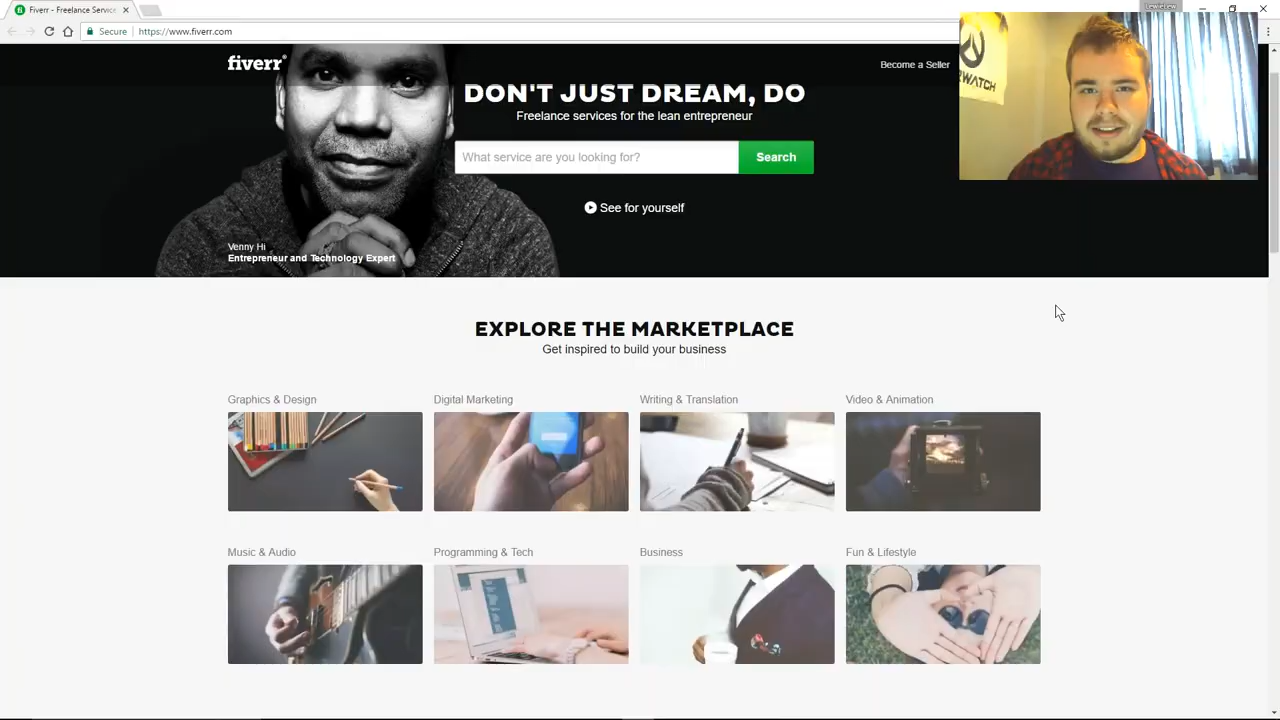 Fiverr - Freelance Service
LewieLew
Secure
https://www.fiverr.com
fiverr®
Become a Seller
DON'T JUST DREAM, DO
Freelance services for the lean entrepreneur
What service are you looking for?
Search
See for yourself
Venny Hi
Entrepreneur and Technology Expert
EXPLORE THE MARKETPLACE
Get inspired to build your business
Graphics & Design
Digital Marketing
Writing & Translation
Video & Animation
Music & Audio
Programming & Tech
Business
Fun & Lifestyle